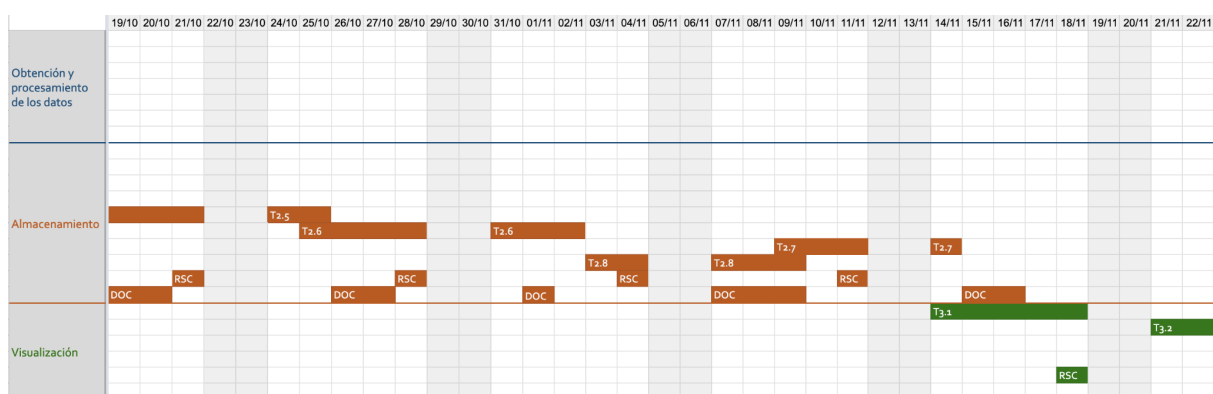 19/10 20/10 21/10 22/10 23/10 24/10 25/10 26/10 27/10 28/10 29/10 30/10 31/10 01/11 02/11 03/11 04/11 05/11 06/11 07/11 08/11 09/11 10/11 11/11 12/11 13/11 14/11 15/11 16/11 17/11 18/11 19/11 20/11 21/11 22/11
Obtención y
procesamiento
de los datos
Almacenamiento
T2.5
T2.6 T2.6
T2.7 T2.7
T2.8 T2.8
RSC RSC RSC RSC
DOC DOC DOC DOC DOC
Visualización
T3.1
T3.2
RSC